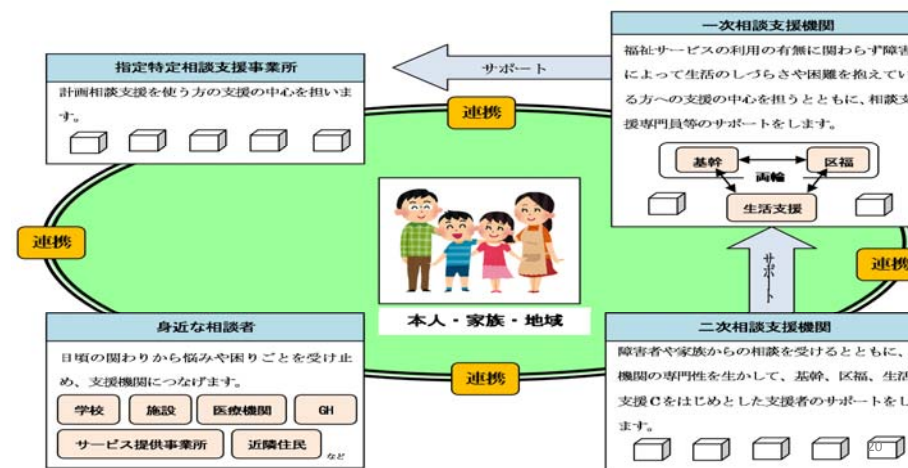 一次相談支援機関
福祉サービスの利用の有無に関わらず障害
によって生活のしづらさや困難を抱えてい
る方への支援の中心を担うとともに、相談支
援専門員等のサポートをします。
基幹
区福
両輪
生活支援
サポート
指定特定相談支援事業所
計画相談支援を使う方の支援の中心を担いま
す。
連携
連携
連携
サポート
本人・家族・地域
身近な相談者
日頃の関わりから悩みや困りごとを受け止
め、支援機関につなげます。
学校
施設
医療機関
GH
サービス提供事業所
近隣住民
など
連携
二次相談支援機関
障害者や家族からの相談を受けるとともに、
機関の専門性を生かして、基幹、区福、生活
支援Cをはじめとした支援者のサポートをし
ます。
20